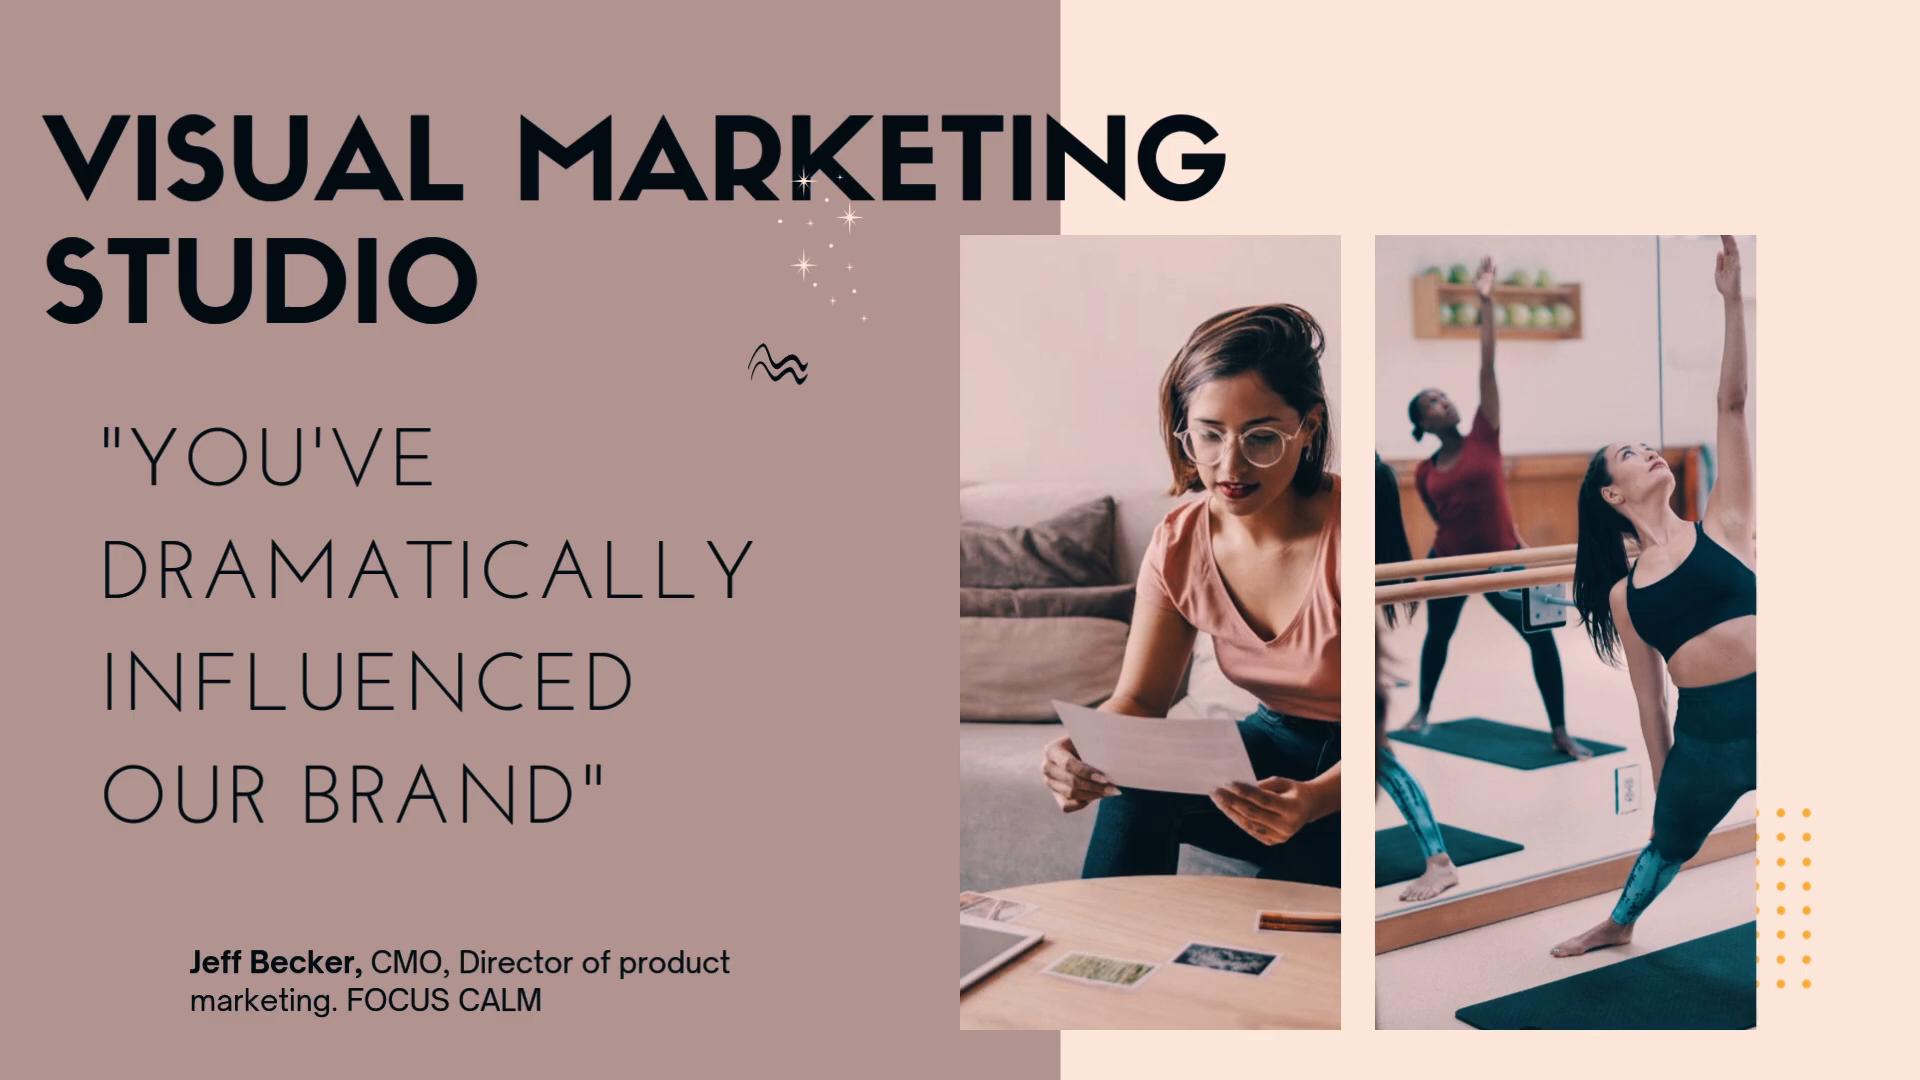 VISUAL MARKETING
STUDIO
"YOU'VE
DRAMATICALLY
INFLUENCED
OUR BRAND"
Jeff Becker, CMO, Director of product
marketing. FOCUS CALM